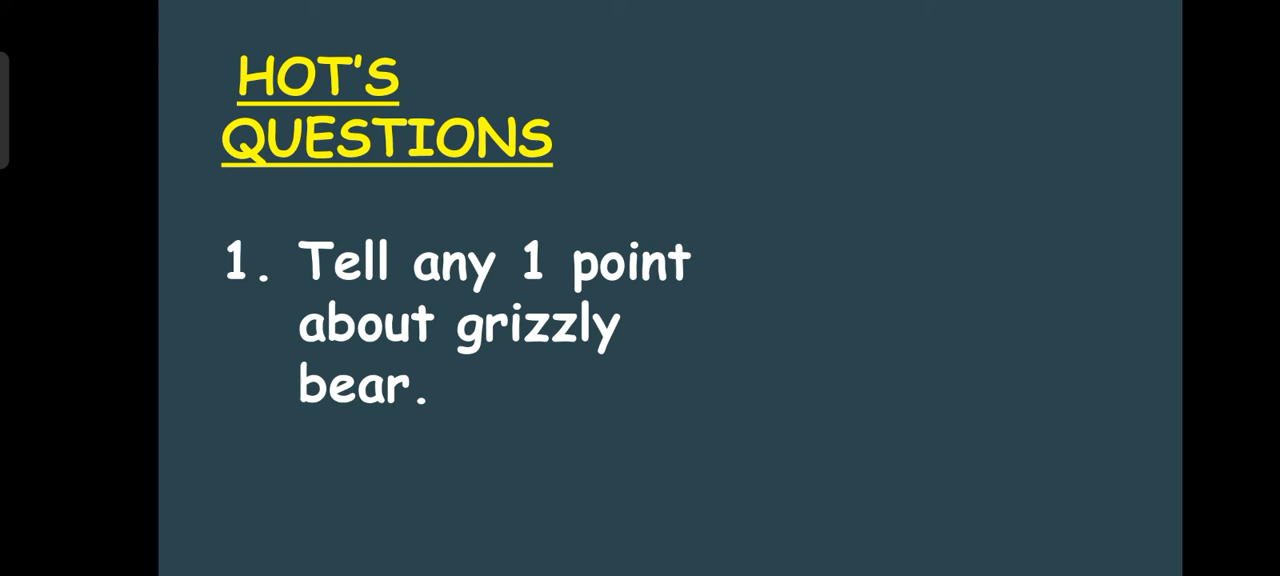 HOT'S
QUESTIONS
1. Tell any 1 point
about grizzly
bear.